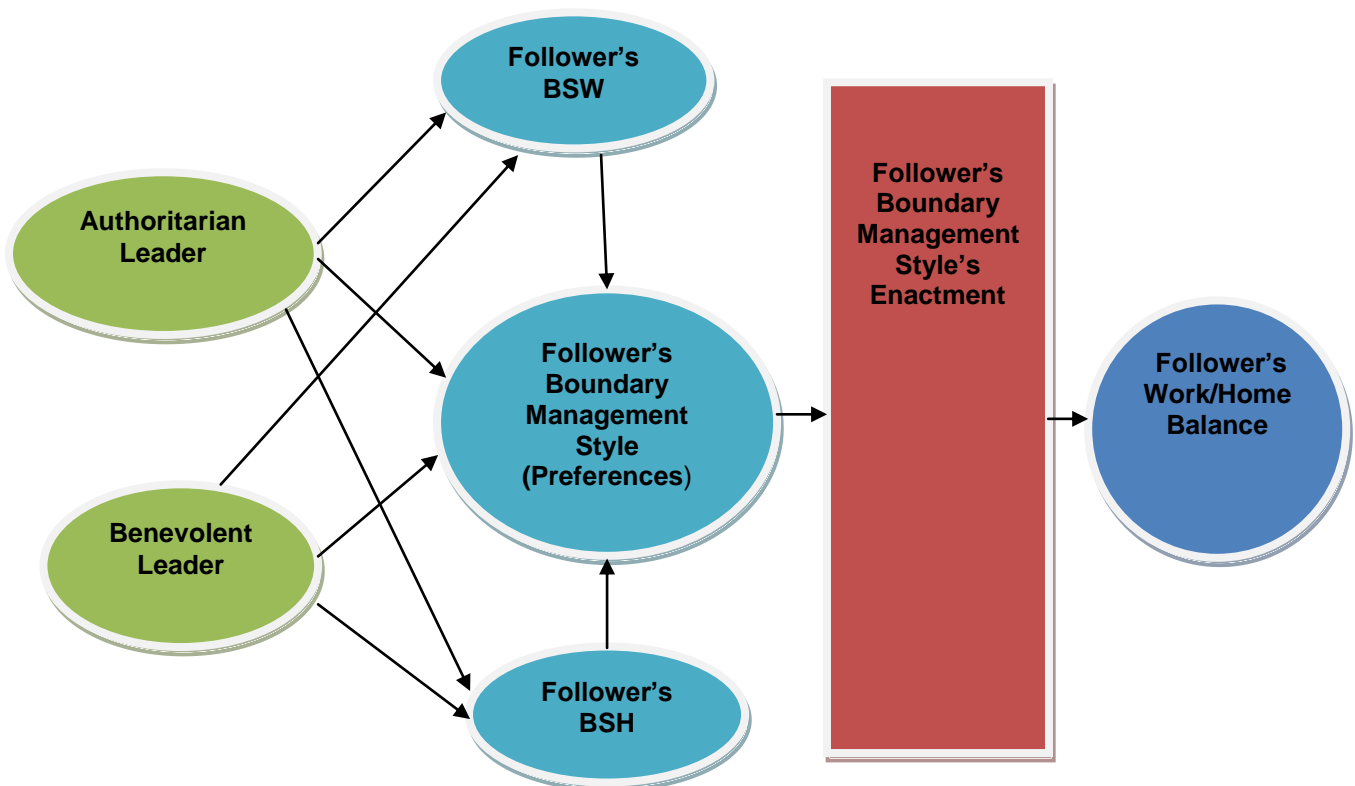 Follower's
BSW
Authoritarian
Leader
Follower's
Boundary
Management
Style
(Preferences)
Benevolent
Leader
Follower's
BSH
Follower's
Boundary
Management
Style's
Enactment
Follower's
Work/Home
Balance